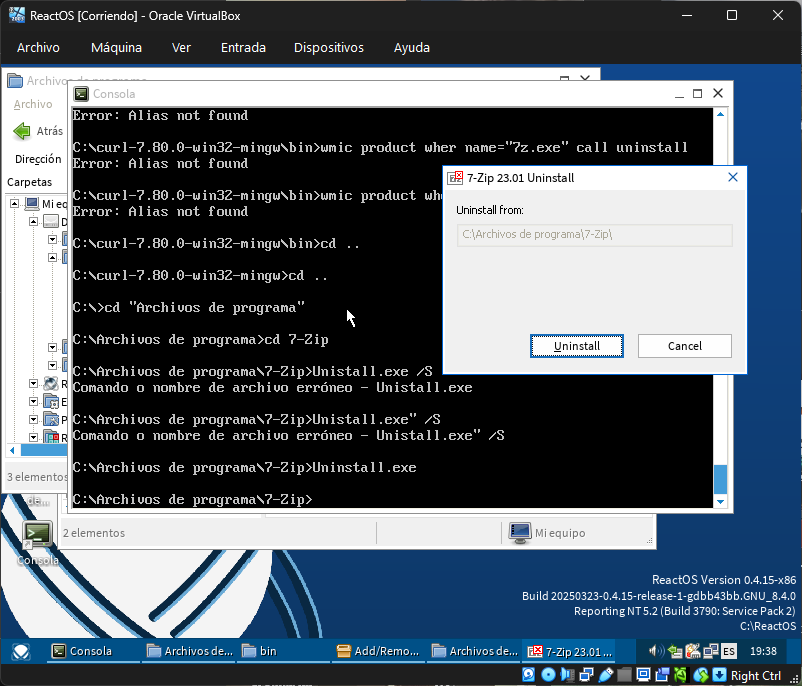 ReactOS [Corriendo] - Oracle VirtualBox
Archivo Máquina Ver Entrada Dispositivos Ayuda
Archivos de programa
Archivo
Atrás
Dirección
Carpetas
Mi eq
3 elementos
Consola
Error: Alias not found
C:\curl-7.80.0-win32-mingw\bin>wmic product wher name="7z.exe" call uninstall
Error: Alias not found
C:\curl-7.80.0-win32-mingw\bin>wmic product whe
Error: Alias not found
C:\curl-7.80.0-win32-mingw\bin>cd ..
C:\curl-7.80.0-win32-mingw>cd ..
C:\>cd "Archivos de programa"
C:\Archivos de programa>cd 7-Zip
C:\Archivos de programa\7-Zip>Unistall.exe /S
Comando o nombre de archivo erróneo - Unistall.exe
C:\Archivos de programa\7-Zip>Unistall.exe" /S
Comando o nombre de archivo erróneo - Unistall.exe" /S
C:\Archivos de programa\7-Zip>Uninstall.exe
C:\Archivos de programa\7-Zip>
7-Zip 23.01 Uninstall
Uninstall from:
C:\Archivos de programa\7-Zip\
Uninstall Cancel
de...
2 elementos Mi equipo
Consola
ReactOS Version 0.4.15-x86
Build 20250323-0.4.15-release-1-gdbb43bb.GNU_8.4.0
Reporting NT 5.2 (Build 3790: Service Pack 2)
C:\ReactOS
Consola Archivos de... bin Add/Remo... Archivos de... 7-Zip 23.01 ... ES 19:38
Right Ctrl